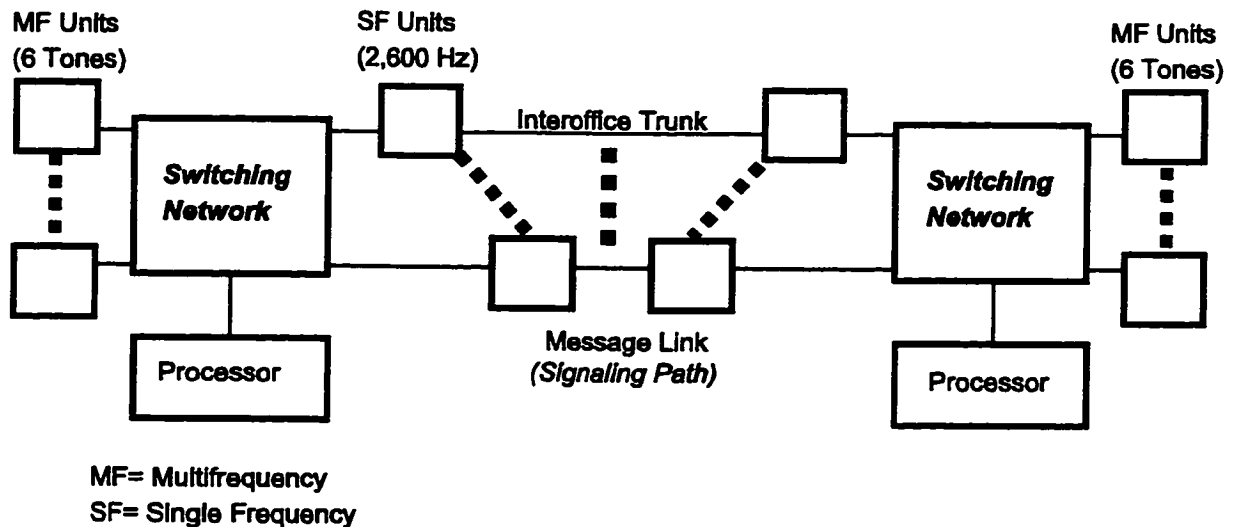 MF Units
(6 Tones)
SF Units
(2,600 Hz)
MF Units
(6 Tones)
Interoffice Trunk
Switching
Network
Switching
Network
Message Link
(Signaling Path)
Processor
Processor
MF= Multifrequency
SF= Single Frequency